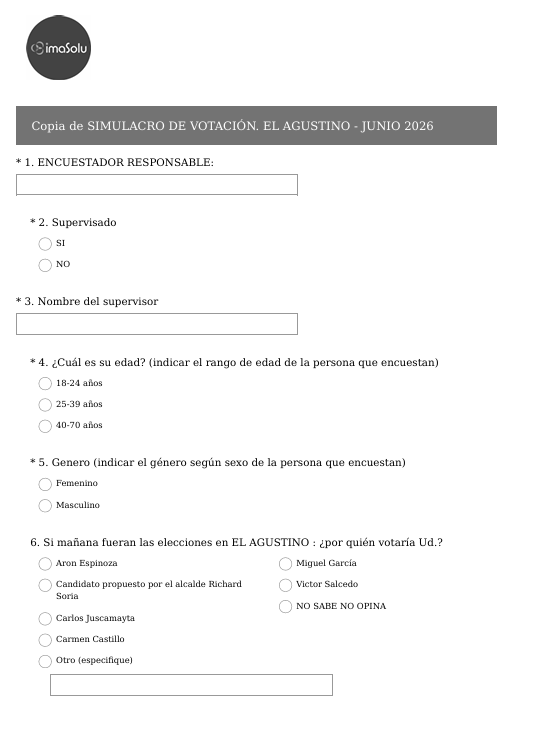 imaSolu
Copia de SIMULACRO DE VOTACIÓN. EL AGUSTINO - JUNIO 2026
* 1. ENCUESTADOR RESPONSABLE:
* 2. Supervisado
SI
NO
* 3. Nombre del supervisor
* 4. ¿Cuál es su edad? (indicar el rango de edad de la persona que encuestan)
18-24 años
25-39 años
40-70 años
* 5. Genero (indicar el género según sexo de la persona que encuestan)
Femenino
Masculino
6. Si mañana fueran las elecciones en EL AGUSTINO : ¿por quién votaría Ud.?
Aron Espinoza
Candidato propuesto por el alcalde Richard
Soria
Carlos Juscamayta
Carmen Castillo
Otro (especifique)
Miguel García
Victor Salcedo
NO SABE NO OPINA